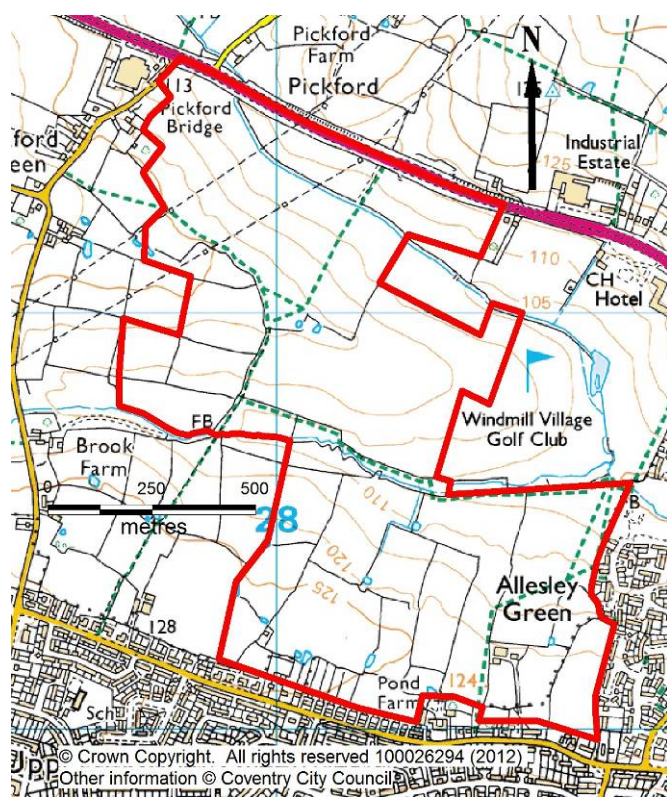 Pickford
Farm
Pickford
N
113
Pickford
Bridge
Industrial
Estate
125
ford
een
110
CH
Hotel
105
Windmill Village
Golf Club
FB
Brook
Farm
0 250 500
metres
28
110
120
125
B
Allesley
Green
128
Pond
Farm
124
Sch
© Crown Copyright. All rights reserved 100026294 (2012)
Other information © Coventry City Council